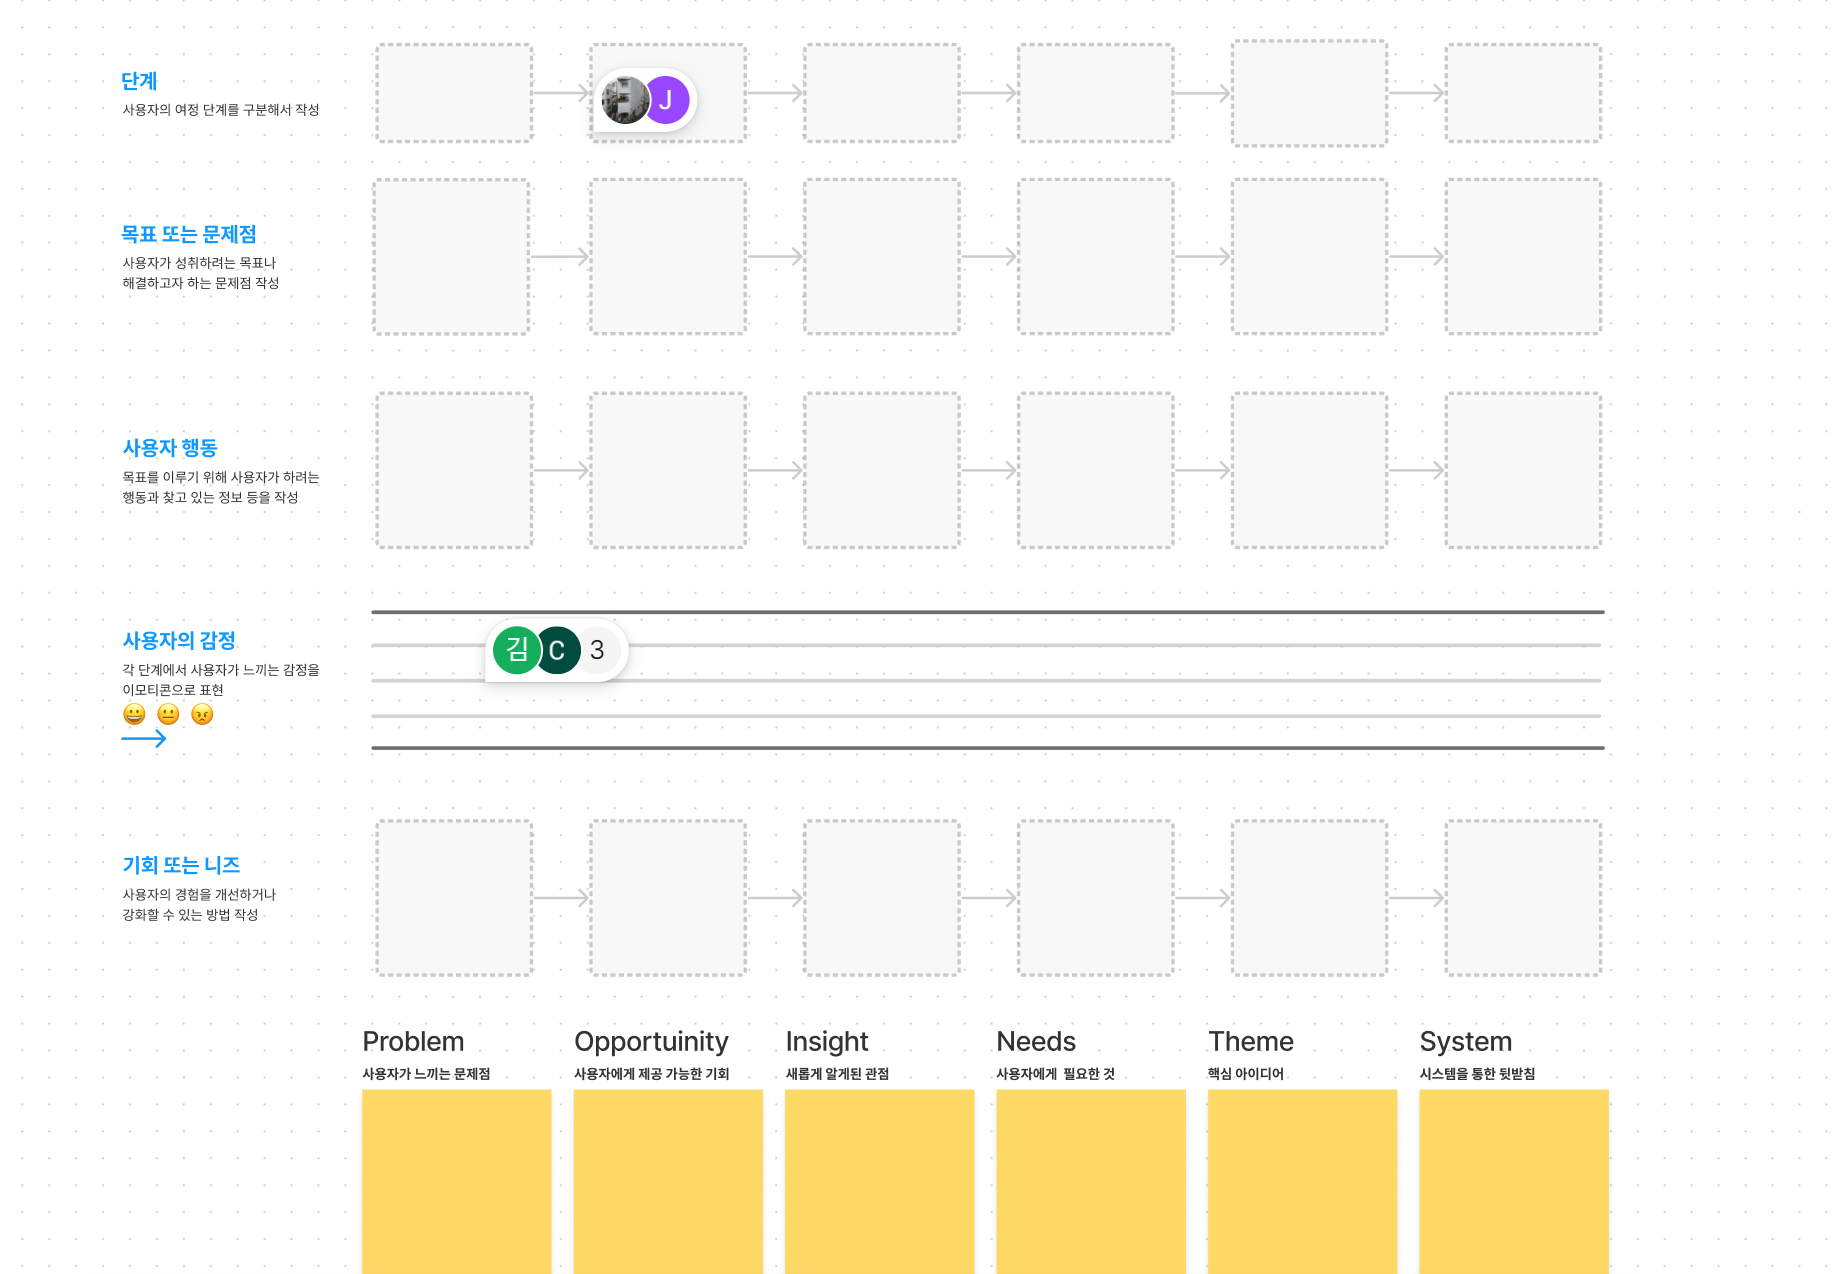 단계
사용자의 여정 단계를 구분해서 작성
J
목표 또는 문제점
사용자가 성취하려는 목표나
해결하고자 하는 문제점 작성
사용자 행동
목표를 이루기 위해 사용자가 하려는
행동과 찾고 있는 정보 등을 작성
사용자의 감정
각 단계에서 사용자가 느끼는 감정을
이모티콘으로 표현
😀 😐 😠
김 C 3
기회 또는 니즈
사용자의 경험을 개선하거나
강화할 수 있는 방법 작성
Problem
사용자가 느끼는 문제점
Opportuinity
사용자에게 제공 가능한 기회
Insight
새롭게 알게된 관점
Needs
사용자에게 필요한 것
Theme
핵심 아이디어
System
시스템을 통한 뒷받침